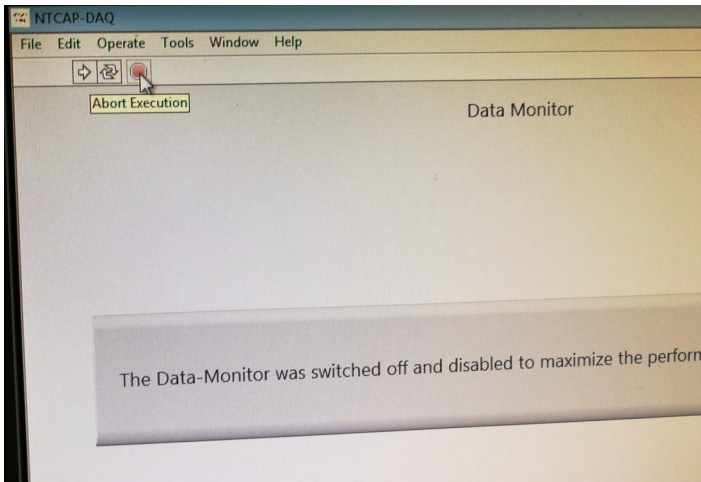 NTCAP-DAQ
File Edit Operate Tools Window Help
Abort Execution
Data Monitor
The Data-Monitor was switched off and disabled to maximize the perform